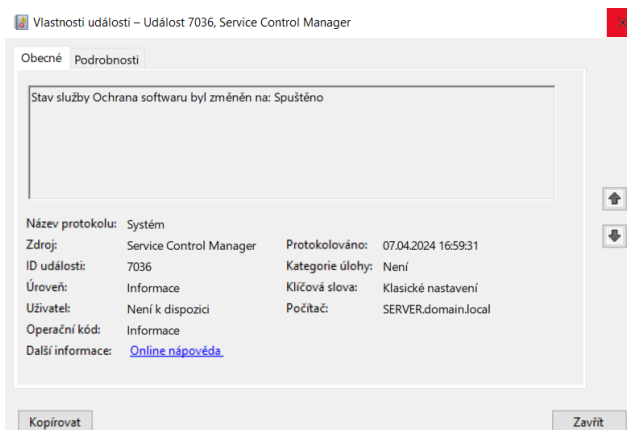 Vlastnosti události – Událost 7036, Service Control Manager
Obecné Podrobnosti
Stav služby Ochrana softwaru byl změněn na: Spuštěno
Název protokolu: Systém
Zdroj: Service Control Manager Protokolováno: 07.04.2024 16:59:31
ID události: 7036 Kategorie úlohy: Není
Úroveň: Informace Klíčová slova: Klasické nastavení
Uživatel: Není k dispozici Počítač: SERVER.domain.local
Operační kód: Informace
Další informace: Online nápověda
Kopírovat Zavřít